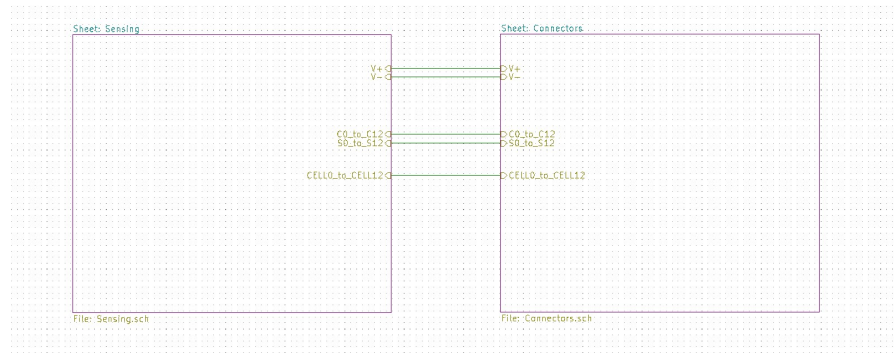 Sheet: Sensing
Sheet: Connectors
V+
V+
V-
V-
C0_to_C12
C0_to_C12
S0_to_S12
S0_to_S12
CELL0_to_CELL12
CELL0_to_CELL12
File: Sensing.sch
File: Connectors.sch